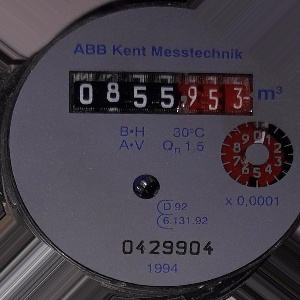 ABB Kent Messtechnik
0855,953 m³
B•H 30°C
A•V Qn 1.5
x 0,0001
D 92
6.131.92
0429904
1994